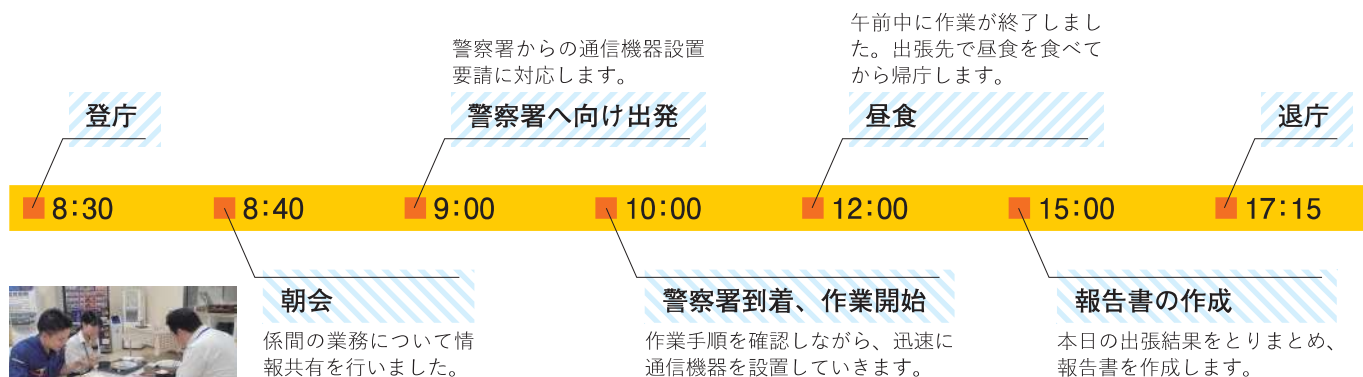 8:30
登庁
8:40
朝会
係間の業務について情
報共有を行いました。
9:00
警察署からの通信機器設置
要請に対応します。
警察署へ向け出発
10:00
警察署到着、作業開始
作業手順を確認しながら、迅速に
通信機器を設置していきます。
12:00
午前中に作業が終了しまし
た。出張先で昼食を食べて
から帰庁します。
昼食
15:00
報告書の作成
本日の出張結果をとりまとめ、
報告書を作成します。
17:15
退庁